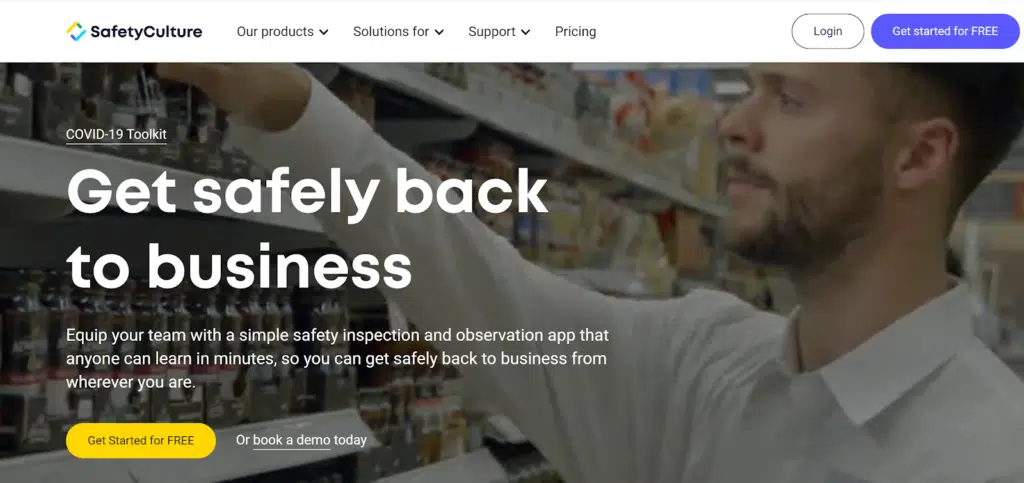 SafetyCulture
Our products
Solutions for
Support
Pricing
Login
Get started for FREE
COVID-19 Toolkit
Get safely back
to business
Equip your team with a simple safety inspection and observation app that
anyone can learn in minutes, so you can get safely back to business from
wherever you are.
Get Started for FREE
Or book a demo today